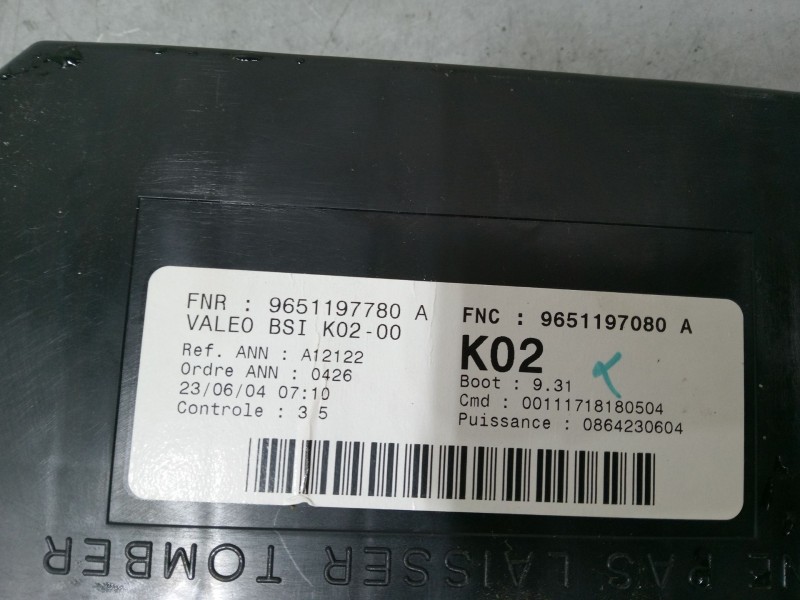 FNR : 9651197780 A
VALEO BSI K02-00
Ref. ANN : A12122
Ordre ANN : 0426
23/06/04 07:10
Controle : 3 5
FNC : 9651197080 A
K02
Boot : 9.31
Cmd : 00111718180504
Puissance : 0864230604
NE PAS LAISSER TOMBER